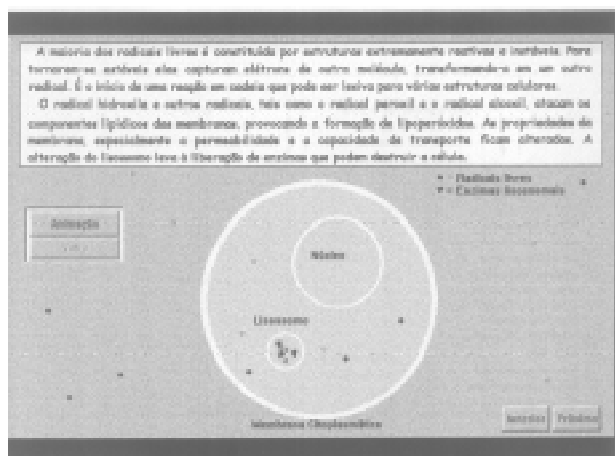 A maioria dos radicais livres é constituída por estruturas extremamente reativas e instáveis. Para
tornarem-se estáveis eles capturam elétrons de outra molécula, transformando-a em um outro
radical. É o início de uma reação em cadeia que pode ser lesiva para várias estruturas celulares.
O radical hidroxila e outros radicais, tais como o radical peroxil e o radical alcoxil, atacam os
componentes lipídicos das membranas, provocando a formação de lipoperóxidos. As propriedades da
membrana, especialmente a permeabilidade e a capacidade de transporte ficam alteradas. A
alteração do lisossomo leva à liberação de enzimas que podem destruir a célula.
- Radicais livres
- Enzimas lisossomais
Animação
Núcleo
Lisossomo
Membrana Citoplasmática
Anterior
Próximo